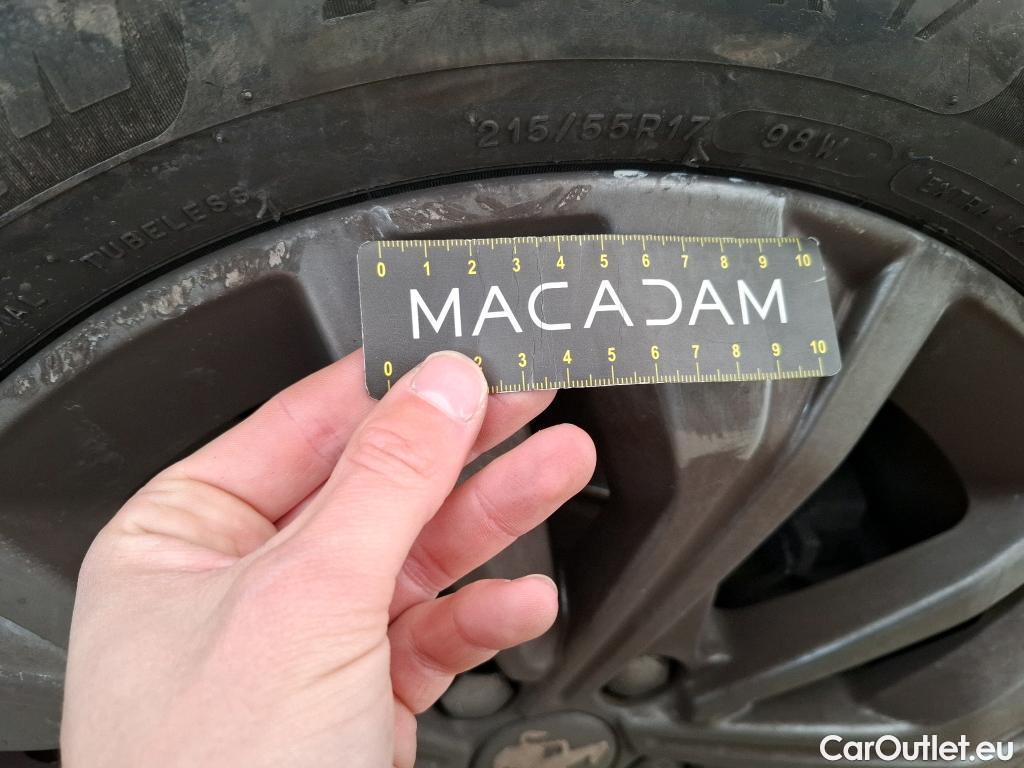 215/55R17 98W
TUBELESS
EXTRA
0 1 2 3 4 5 6 7 8 9 10
MACADAM
0 2 3 4 5 6 7 8 9 10
CarOutlet.eu